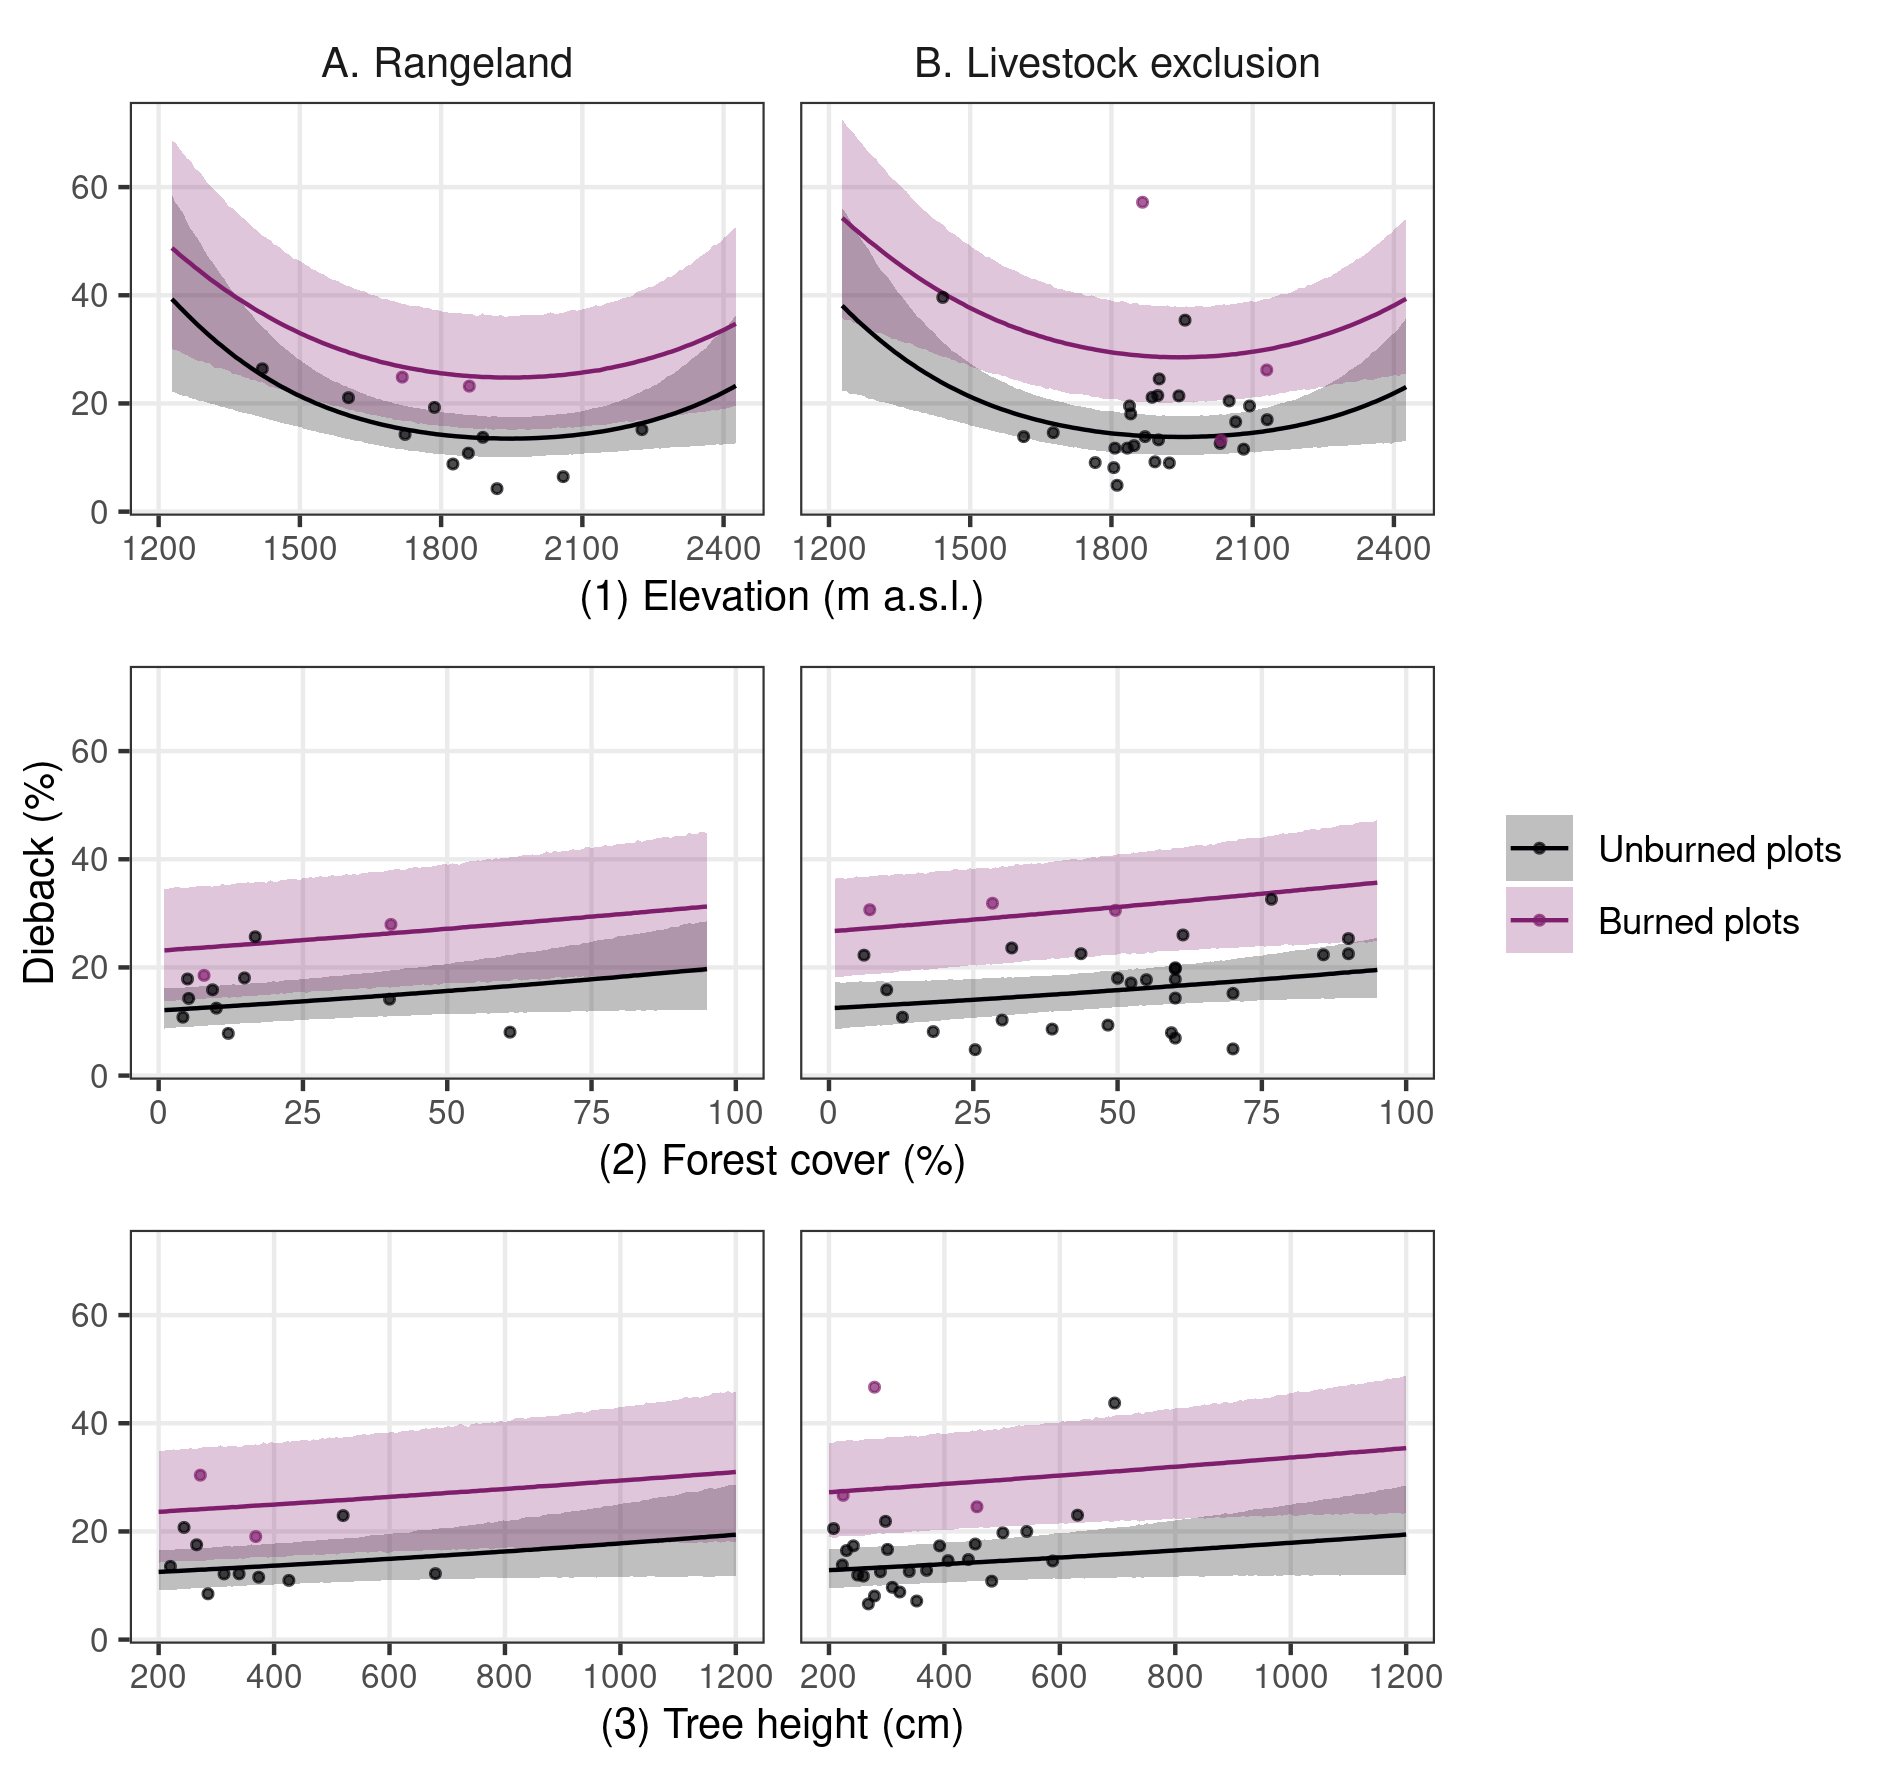 A. Rangeland
B. Livestock exclusion
60
40
20
0
1200 1500 1800 2100 2400
1200 1500 1800 2100 2400
(1) Elevation (m a.s.l.)
Dieback (%)
60
40
20
0
0 25 50 75 100
0 25 50 75 100
(2) Forest cover (%)
Unburned plots
Burned plots
60
40
20
0
200 400 600 800 1000 1200
200 400 600 800 1000 1200
(3) Tree height (cm)